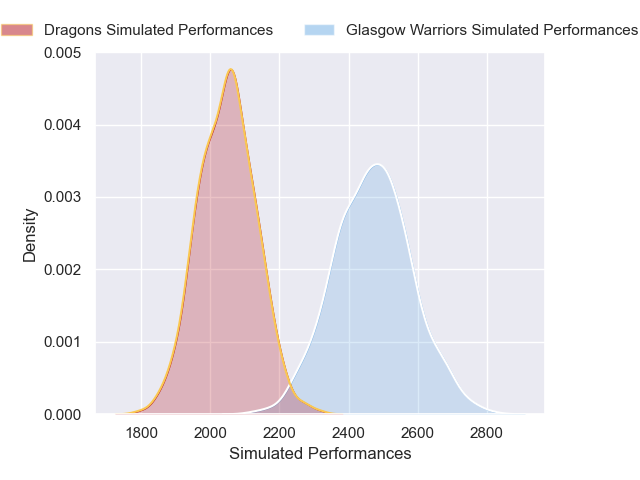 Dragons Simulated Performances Glasgow Warriors Simulated Performances
0.005
0.004
0.003
0.002
0.001
0.000
Density
1800 2000 2200 2400 2600 2800
Simulated Performances